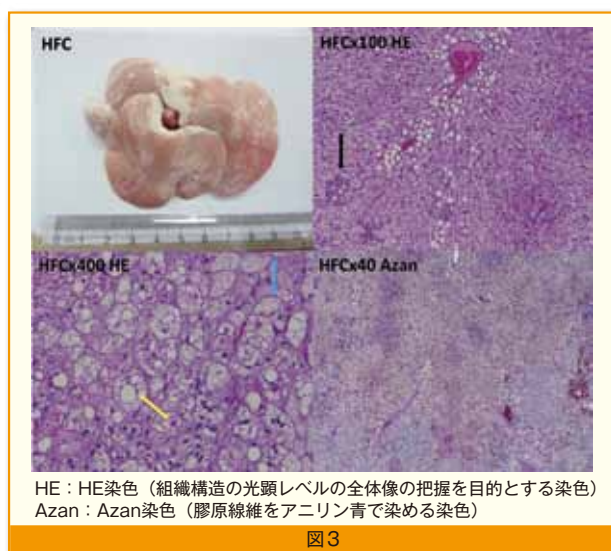 HFC
HFCx100 HE
HFCx400 HE
HFCx40 Azan
HE：HE染色（組織構造の光顕レベルの全体像の把握を目的とする染色）
Azan：Azan染色（膠原線維をアニリン青で染める染色）
図3